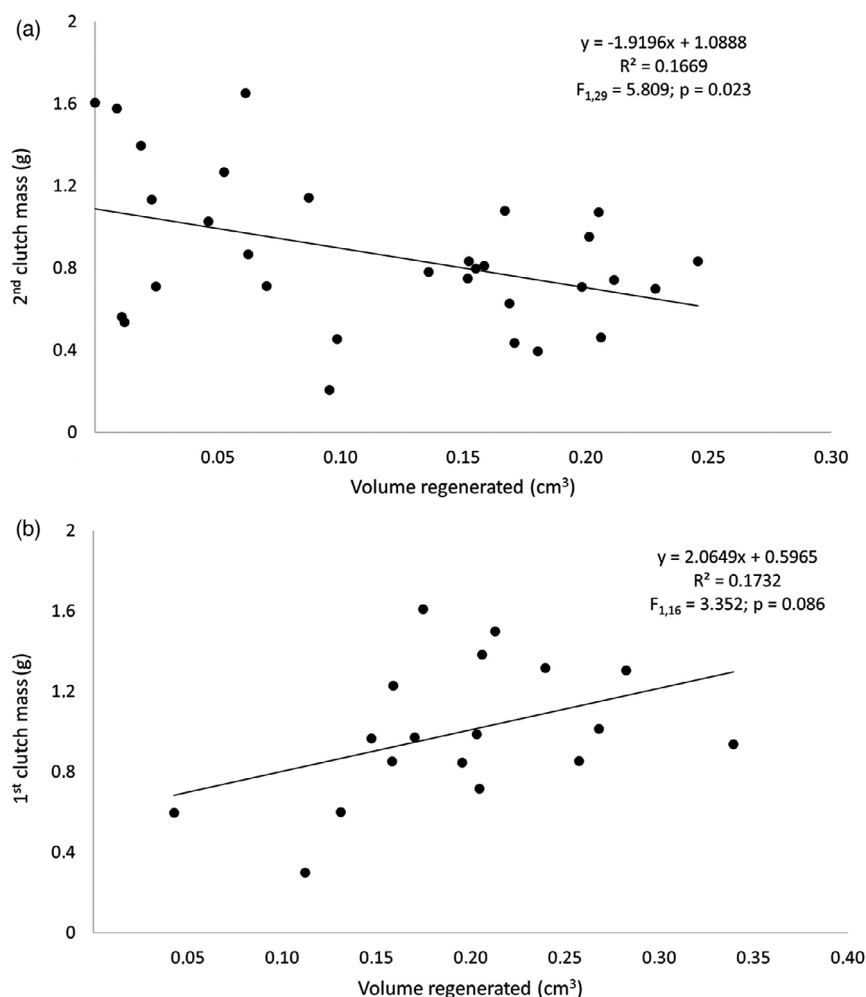 (a)
2
1.6
1.2
0.8
0.4
0
2nd clutch mass (g)
y = -1.9196x + 1.0888
R² = 0.1669
F1,29 = 5.809; p = 0.023
0.05
0.10
0.15
0.20
0.25
0.30
Volume regenerated (cm³)
(b)
2
1.6
1.2
0.8
0.4
0
1st clutch mass (g)
y = 2.0649x + 0.5965
R² = 0.1732
F1,16 = 3.352; p = 0.086
0.05
0.10
0.15
0.20
0.25
0.30
0.35
0.40
Volume regenerated (cm³)